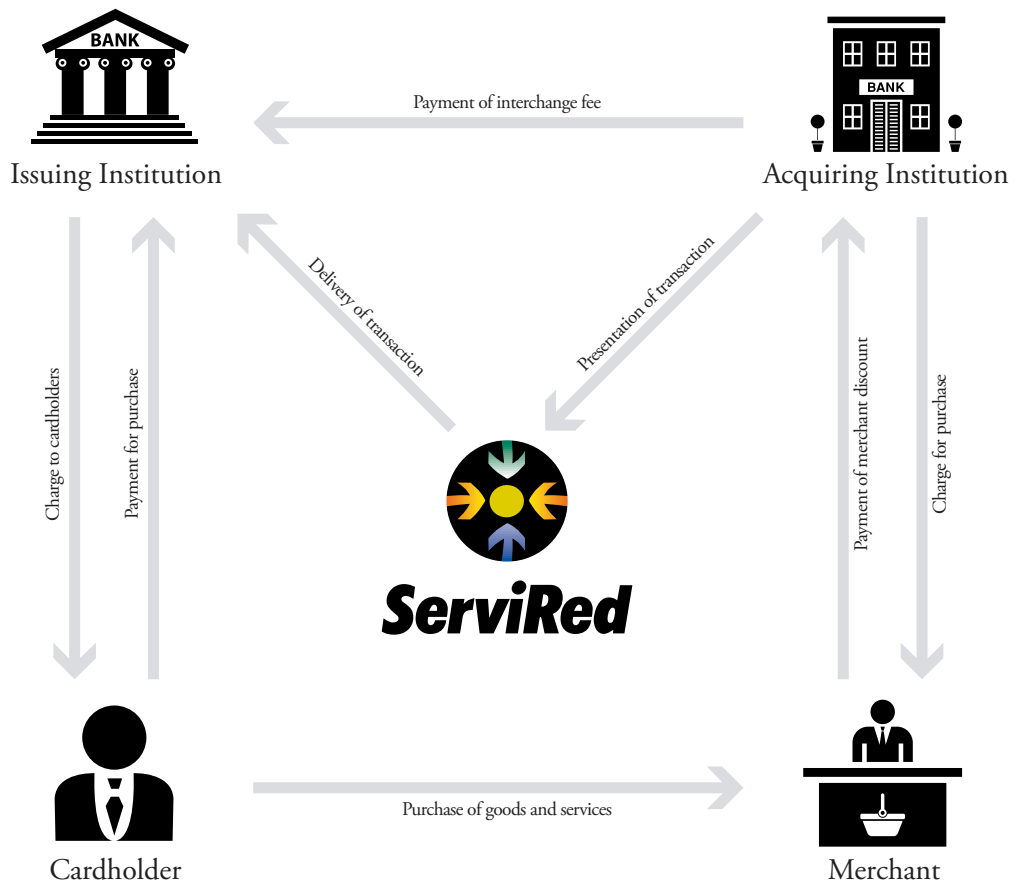 BANK
BANK
Payment of interchange fee
Issuing Institution
Acquiring Institution
Delivery of transaction
Presentation of transaction
Charge to cardholders
Payment for purchase
Payment of merchant discount
Charge for purchase
ServiRed
Purchase of goods and services
Cardholder
Merchant